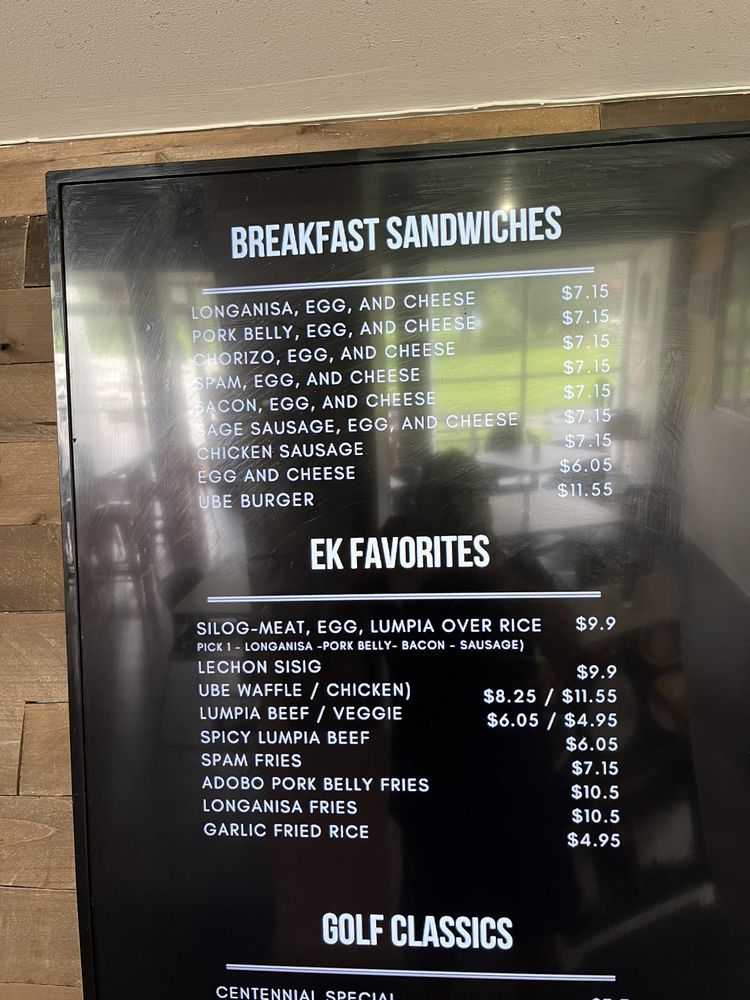 BREAKFAST SANDWICHES
LONGANISA, EGG, AND CHEESE $7.15
PORK BELLY, EGG, AND CHEESE $7.15
CHORIZO, EGG, AND CHEESE $7.15
SPAM, EGG, AND CHEESE $7.15
BACON, EGG, AND CHEESE $7.15
SAGE SAUSAGE, EGG, AND CHEESE $7.15
CHICKEN SAUSAGE $7.15
EGG AND CHEESE $6.05
UBE BURGER $11.55
EK FAVORITES
SILOG-MEAT, EGG, LUMPIA OVER RICE $9.9
PICK 1 - LONGANISA -PORK BELLY- BACON - SAUSAGE)
LECHON SISIG $9.9
UBE WAFFLE / CHICKEN) $8.25 / $11.55
LUMPIA BEEF / VEGGIE $6.05 / $4.95
SPICY LUMPIA BEEF $6.05
SPAM FRIES $7.15
ADOBO PORK BELLY FRIES $10.5
LONGANISA FRIES $10.5
GARLIC FRIED RICE $4.95
GOLF CLASSICS
CENTENNIAL SPECIAL